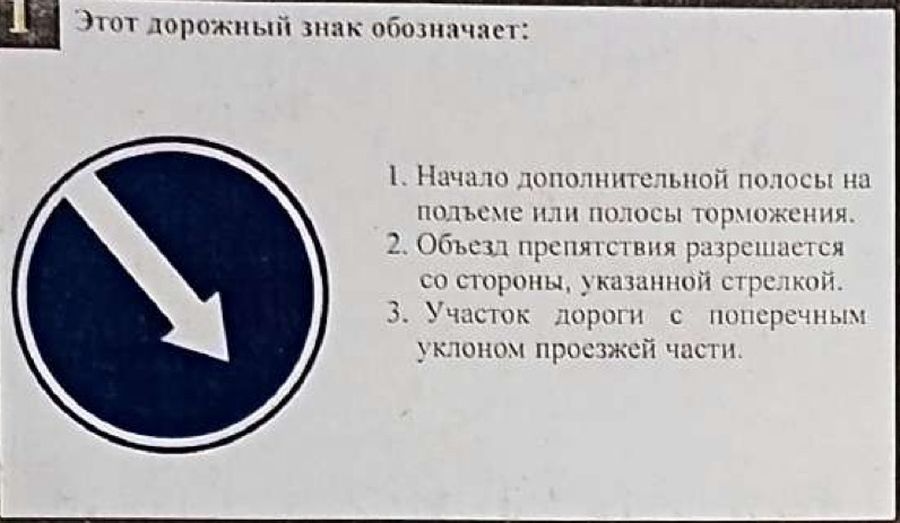 1
Этот дорожный знак обозначает:
1. Начало дополнительной полосы на
подъеме или полосы торможения.
2. Объезд препятствия разрешается
со стороны, указанной стрелкой.
3. Участок дороги с поперечным
уклоном проезжей части.